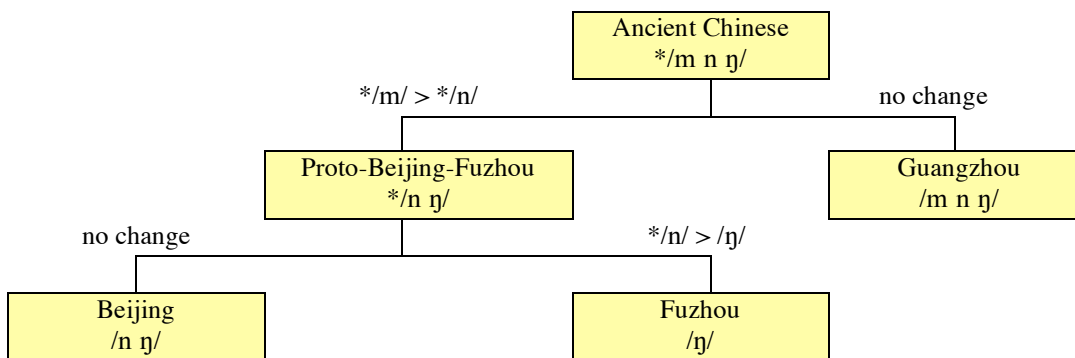 Ancient Chinese
*/m n ŋ/
*/m/ > */n/
no change
Proto-Beijing-Fuzhou
*/n ŋ/
Guangzhou
/m n ŋ/
no change
*/n/ > /ŋ/
Beijing
/n ŋ/
Fuzhou
/ŋ/